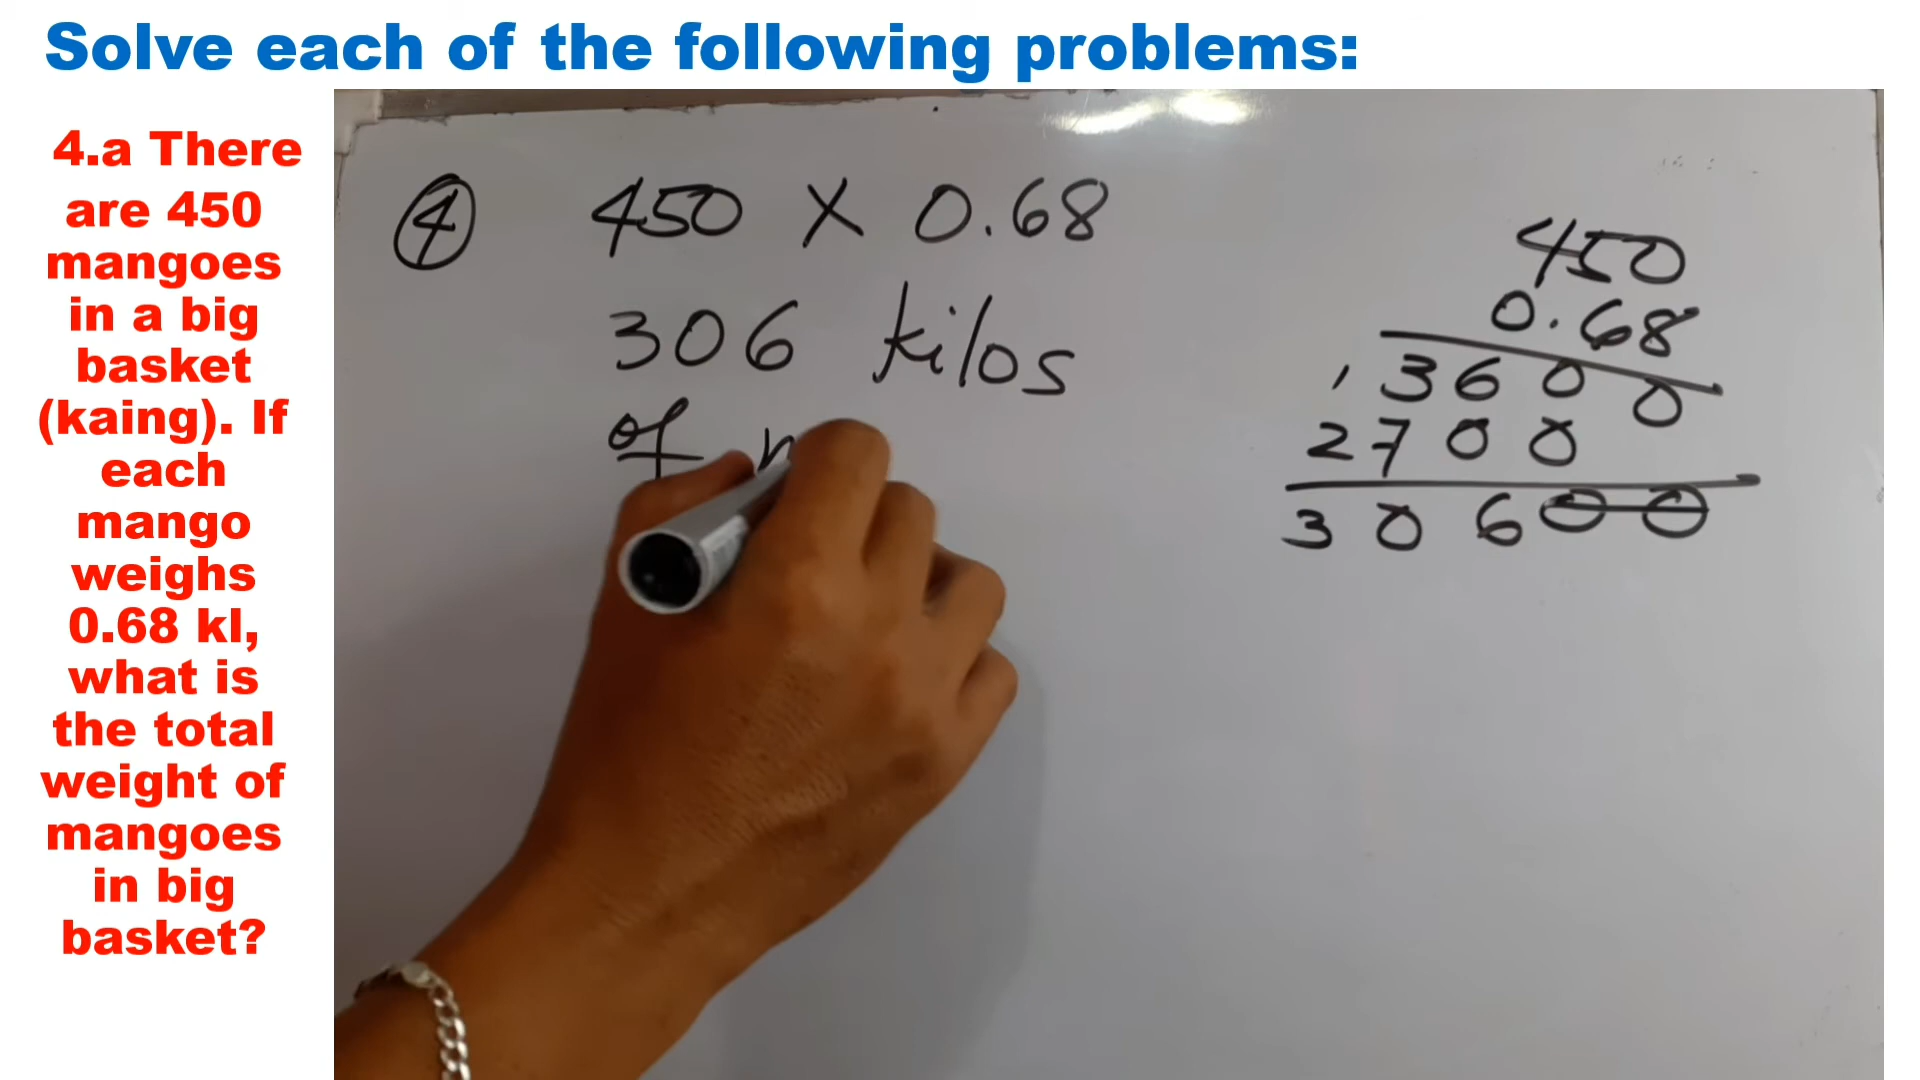 Solve each of the following problems:
4.a There
are 450
mangoes
in a big
basket
(kaing). If
each
mango
weighs
0.68 kl,
what is
the total
weight of
mangoes
in big
basket?
4 450 X 0.68
306 kilos
of
450
0.68
1 3600
2700
30600